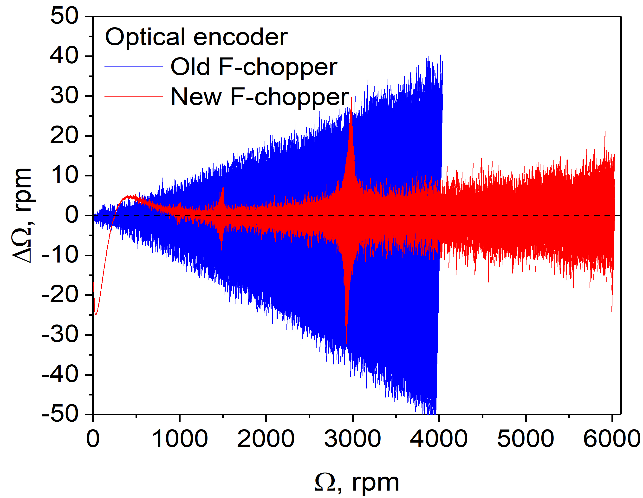 50
40
30
20
10
0
-10
-20
-30
-40
-50
ΔΩ, rpm
Optical encoder
Old F-chopper
New F-chopper
0 1000 2000 3000 4000 5000 6000
Ω, rpm